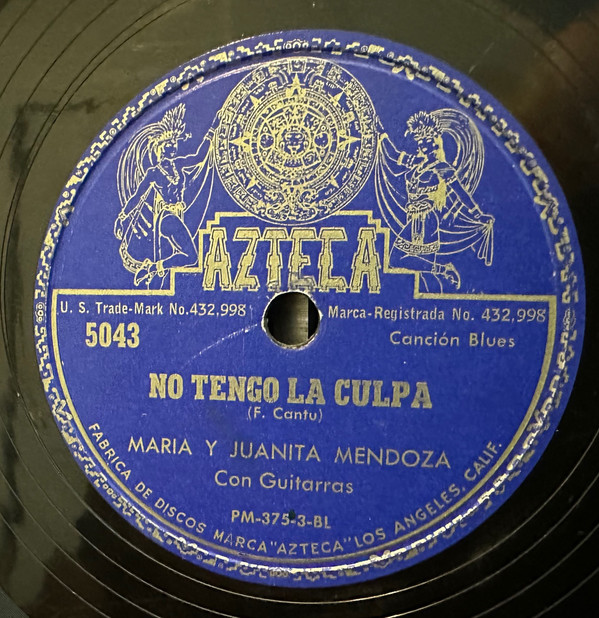 AZTECA
U. S. Trade-Mark No. 432,998
Marca-Registrada No. 432,998
5043
Canción Blues
NO TENGO LA CULPA
(F. Cantu)
MARIA Y JUANITA MENDOZA
Con Guitarras
PM-375-3-BL
FABRICA DE DISCOS MARCA "AZTECA" LOS ANGELES, CALIF.